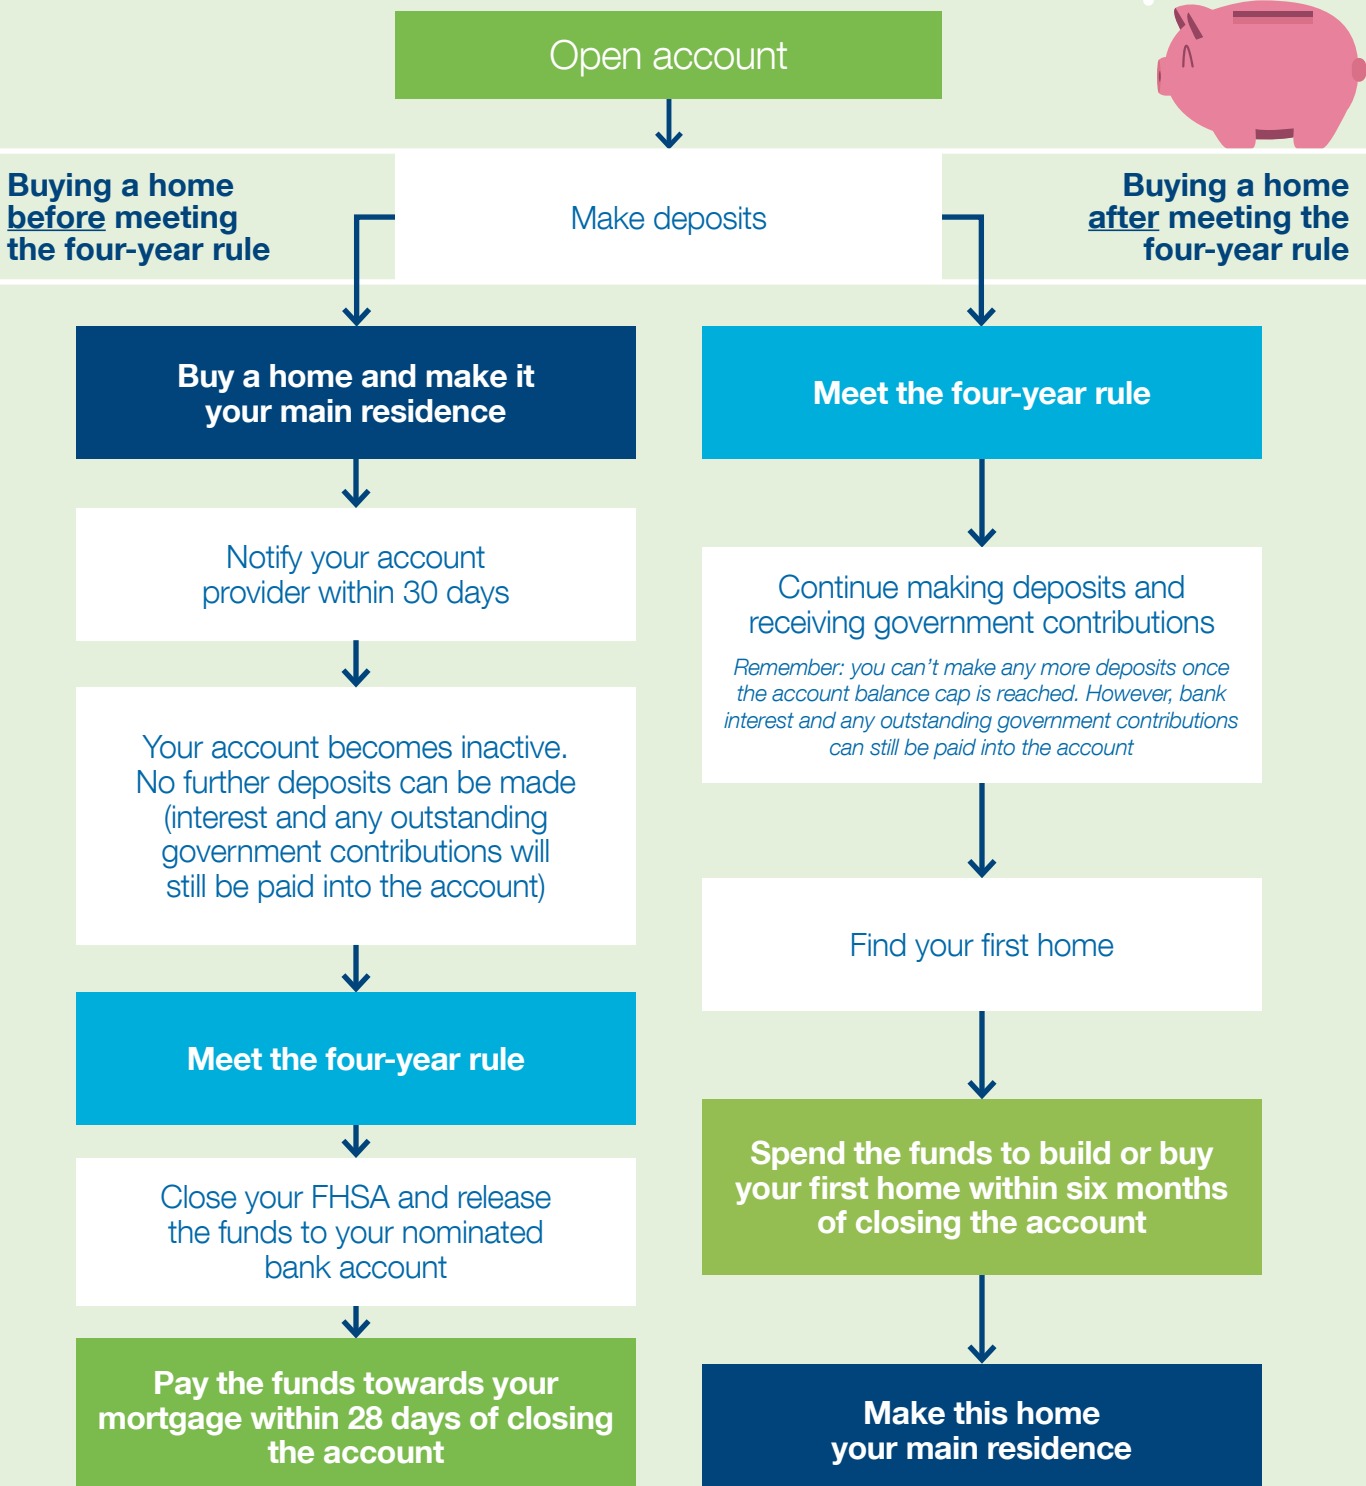 Open account
Buying a home
before meeting
the four-year rule
Make deposits
Buying a home
after meeting the
four-year rule
Buy a home and make it
your main residence
Notify your account
provider within 30 days
Your account becomes inactive.
No further deposits can be made
(interest and any outstanding
government contributions will
still be paid into the account)
Meet the four-year rule
Close your FHSA and release
the funds to your nominated
bank account
Pay the funds towards your
mortgage within 28 days of closing
the account
Meet the four-year rule
Continue making deposits and
receiving government contributions
Remember: you can’t make any more deposits once
the account balance cap is reached. However, bank
interest and any outstanding government contributions
can still be paid into the account
Find your first home
Spend the funds to build or buy
your first home within six months
of closing the account
Make this home
your main residence